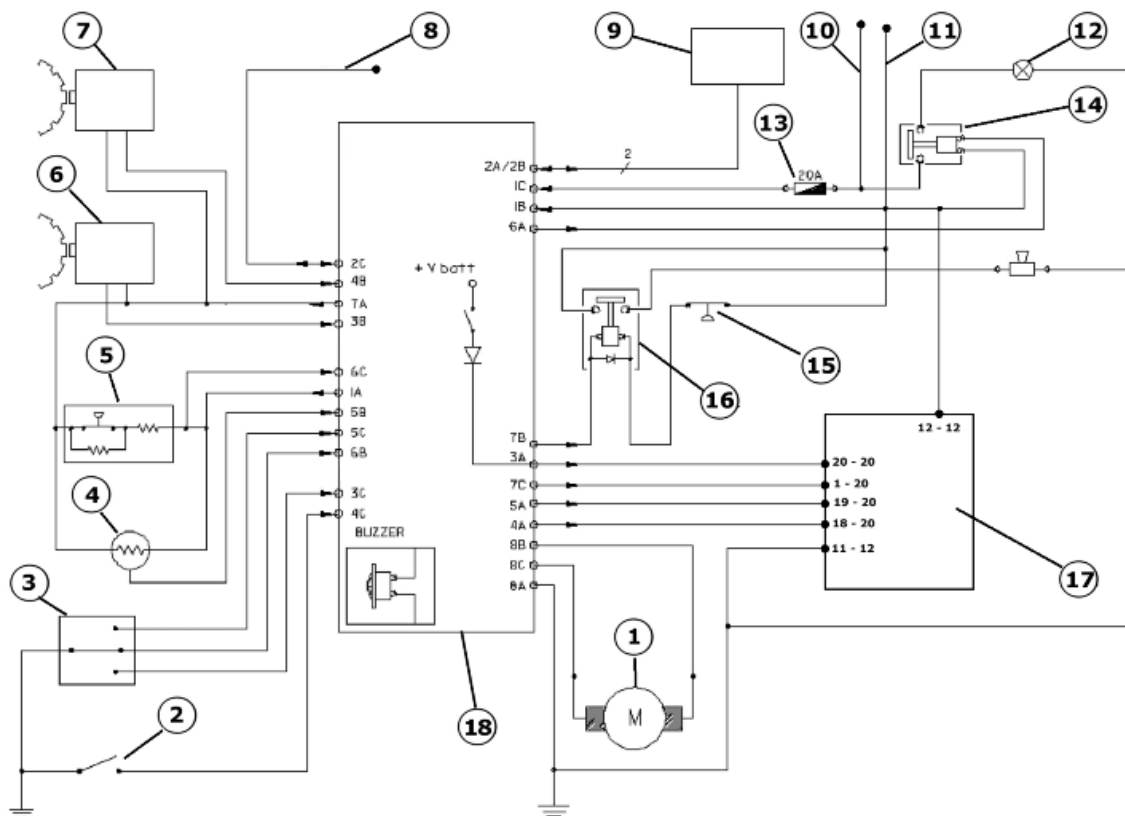 7
8
9
10
11
12
14
13
6
2
20A
2A/2B
1C
1B
6A
2C
4B
7A
3B
+ V batt
5
6C
1A
5B
5C
6B
15
16
12 - 12
7B
3A
20 - 20
7C
1 - 20
5A
19 - 20
4A
18 - 20
4
3C
4C
BUZZER
8B
11 - 12
8C
8A
17
3
1
M
2
18